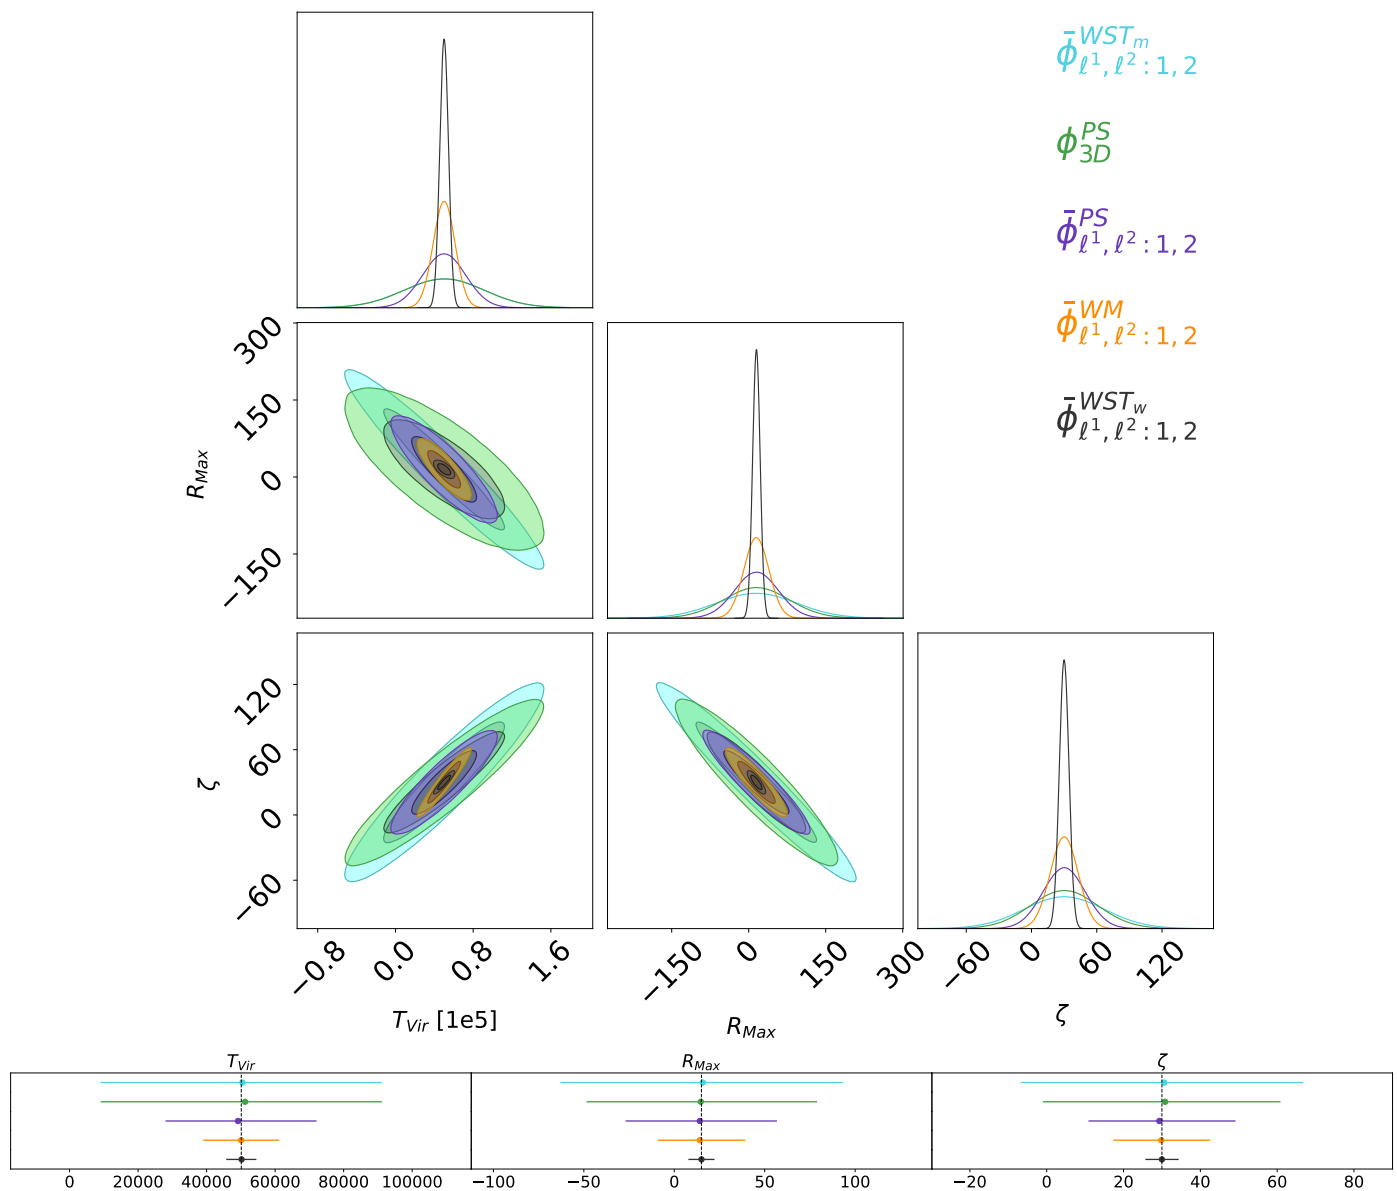 ϕ̄^{WST_m}_{ℓ¹,ℓ²:1,2}
ϕ^{PS}_{3D}
ϕ̄^{PS}_{ℓ¹,ℓ²:1,2}
ϕ̄^{WM}_{ℓ¹,ℓ²:1,2}
ϕ̄^{WST_w}_{ℓ¹,ℓ²:1,2}
300
150
0
−150
R_{Max}
120
60
0
−60
ζ
−0.8 0.0 0.8 1.6
−150 0 150 300
−60 0 60 120
T_{Vir} [1e5]
R_{Max}
ζ
T_{Vir}
R_{Max}
ζ
0 20000 40000 60000 80000 100000
−100 −50 0 50 100
−20 0 20 40 60 80